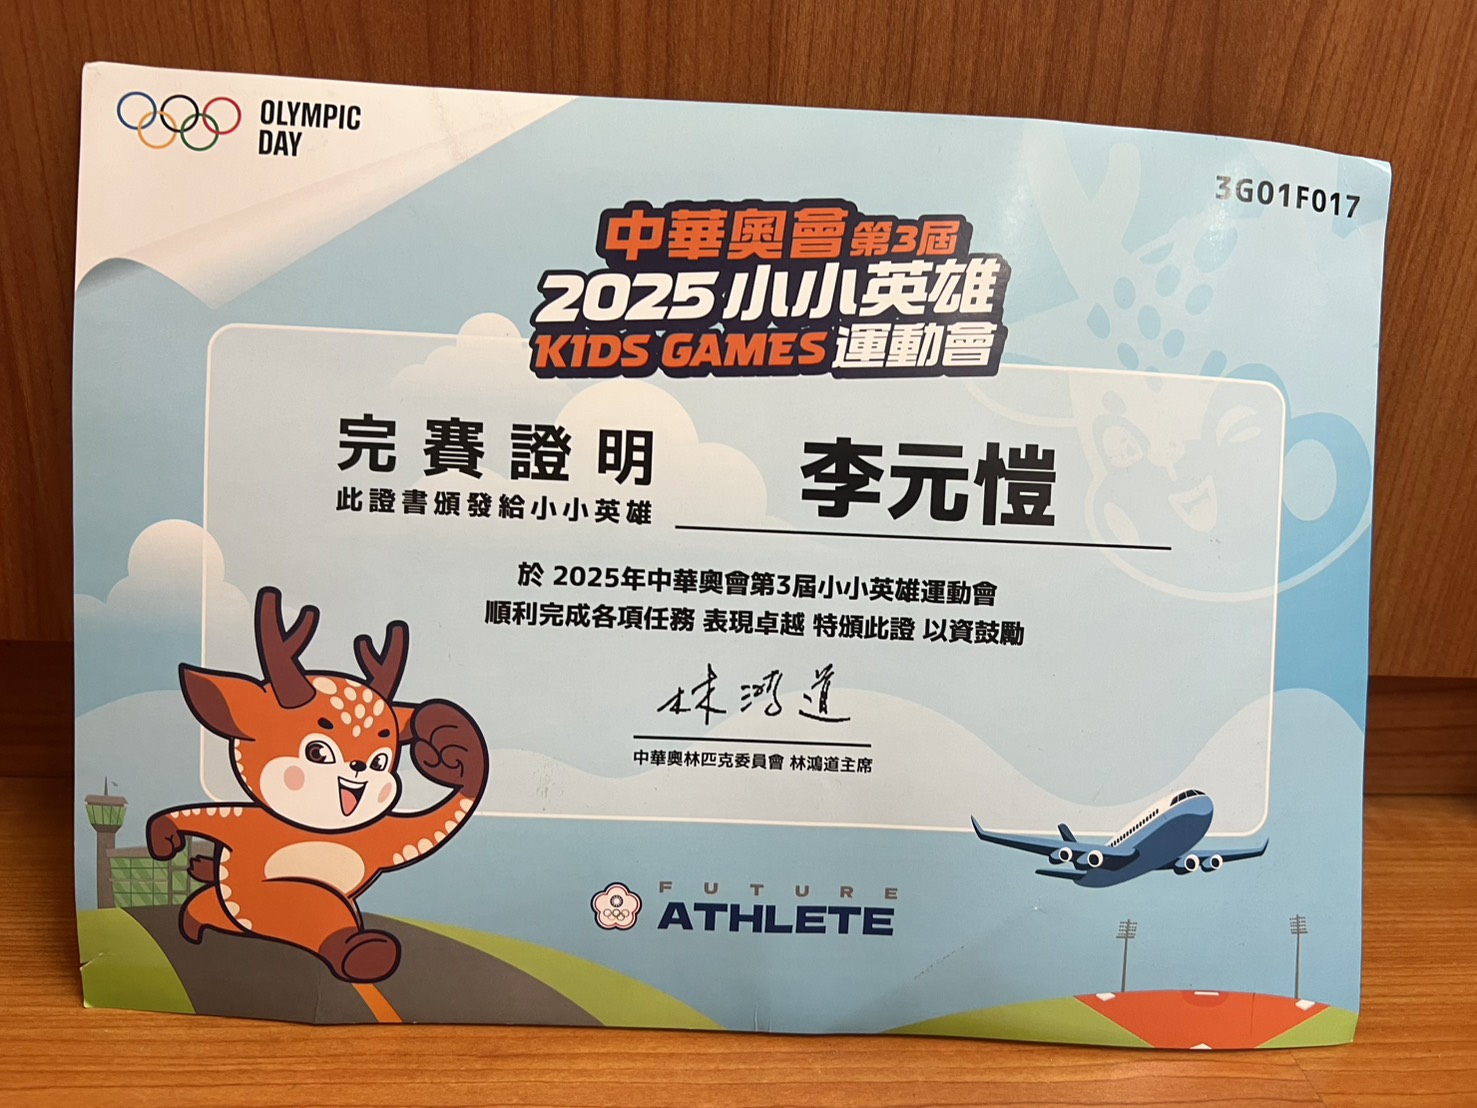 OLYMPIC
DAY
3G01F017
中華奧會第3屆
2025小小英雄
KIDS GAMES 運動會
完賽證明
此證書頒發給小小英雄 李元愷
於 2025年中華奧會第3屆小小英雄運動會
順利完成各項任務 表現卓越 特頒此證 以資鼓勵
林鴻道
中華奧林匹克委員會 林鴻道主席
FUTURE
ATHLETE